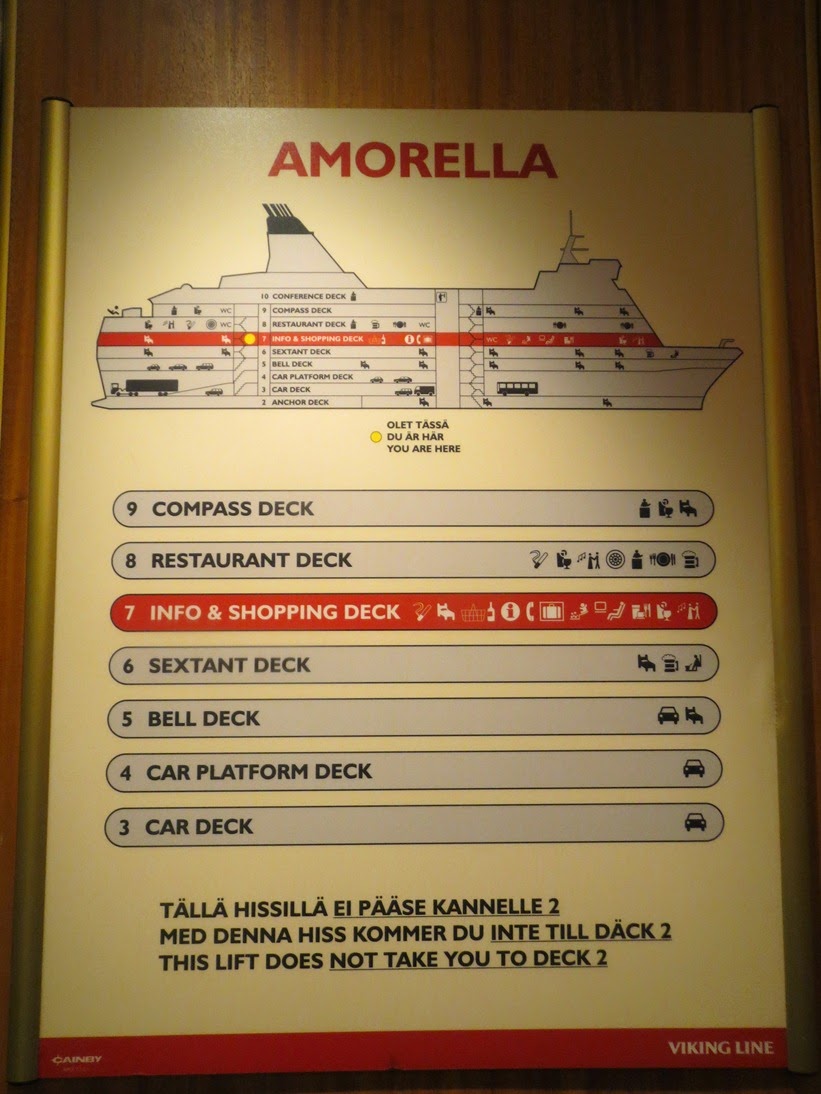 AMORELLA
10 CONFERENCE DECK
9 COMPASS DECK
WC 8 RESTAURANT DECK WC
7 INFO & SHOPPING DECK WC
6 SEXTANT DECK
5 BELL DECK
4 CAR PLATFORM DECK
3 CAR DECK
2 ANCHOR DECK
WC
OLET TÄSSÄ
DU ÄR HÄR
YOU ARE HERE
9 COMPASS DECK
8 RESTAURANT DECK
7 INFO & SHOPPING DECK
6 SEXTANT DECK
5 BELL DECK
4 CAR PLATFORM DECK
3 CAR DECK
TÄLLÄ HISSILLÄ EI PÄÄSE KANNELLE 2
MED DENNA HISS KOMMER DU INTE TILL DÄCK 2
THIS LIFT DOES NOT TAKE YOU TO DECK 2
CAINBY
VIKING LINE